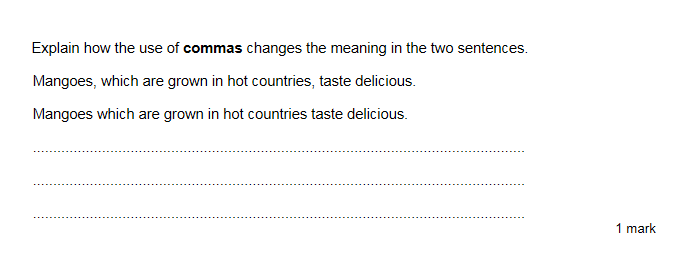 Explain how the use of commas changes the meaning in the two sentences.
Mangoes, which are grown in hot countries, taste delicious.
Mangoes which are grown in hot countries taste delicious.
1 mark